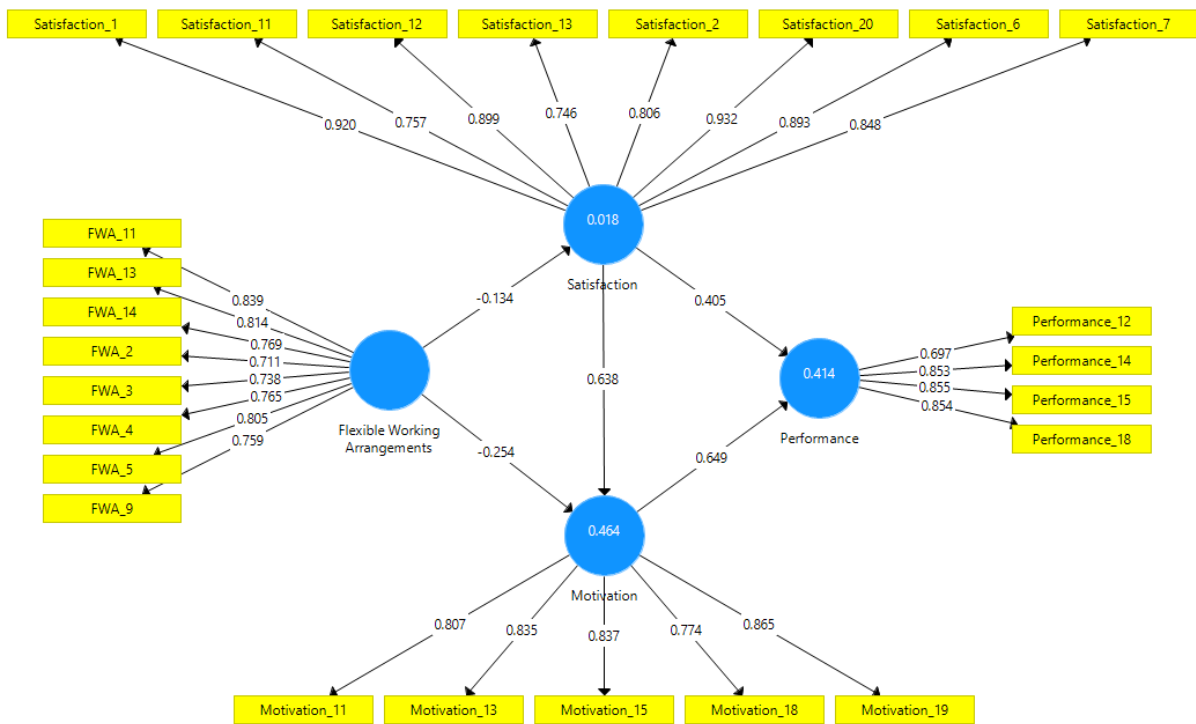 Satisfaction_1
Satisfaction_11
Satisfaction_12
Satisfaction_13
Satisfaction_2
Satisfaction_20
Satisfaction_6
Satisfaction_7
0.920
0.757
0.899
0.746
0.806
0.932
0.893
0.848
0.018
Satisfaction
FWA_11
FWA_13
FWA_14
FWA_2
FWA_3
FWA_4
FWA_5
FWA_9
0.839
0.814
0.769
0.711
0.738
0.765
0.805
0.759
Flexible Working
Arrangements
-0.134
-0.254
0.638
0.405
0.649
0.414
Performance
0.697
0.853
0.855
0.854
Performance_12
Performance_14
Performance_15
Performance_18
0.464
Motivation
0.807
0.835
0.837
0.774
0.865
Motivation_11
Motivation_13
Motivation_15
Motivation_18
Motivation_19